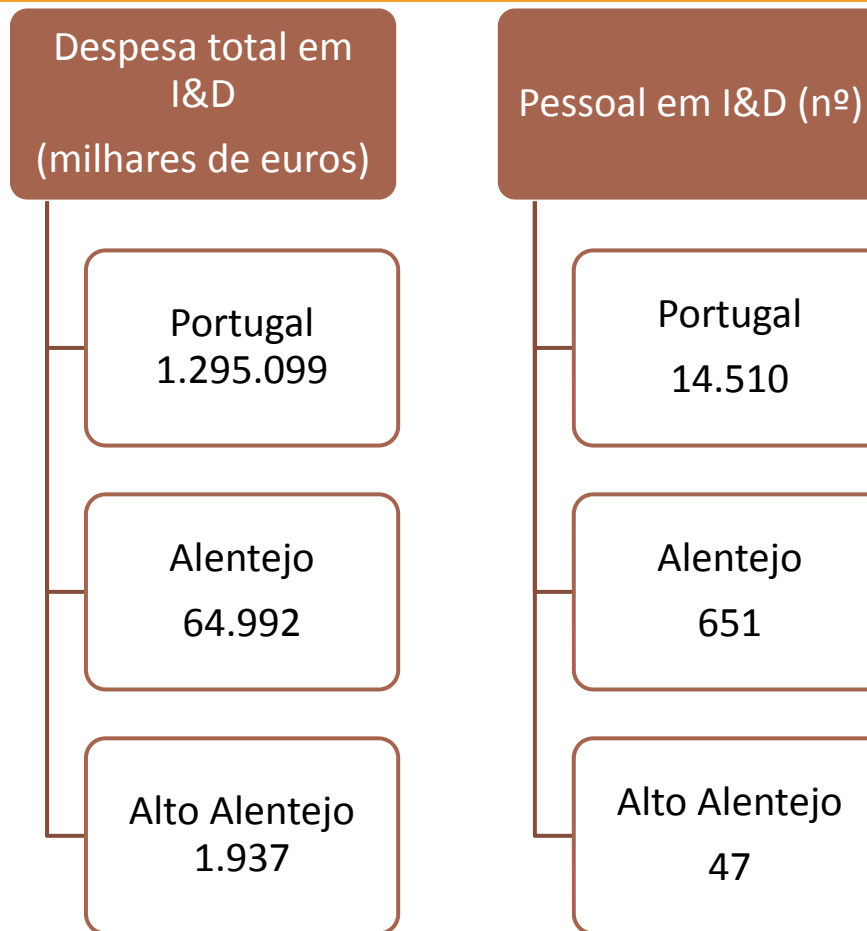 Despesa total em
I&D
(milhares de euros)
Portugal
1.295.099
Alentejo
64.992
Alto Alentejo
1.937
Pessoal em I&D (nº)
Portugal
14.510
Alentejo
651
Alto Alentejo
47